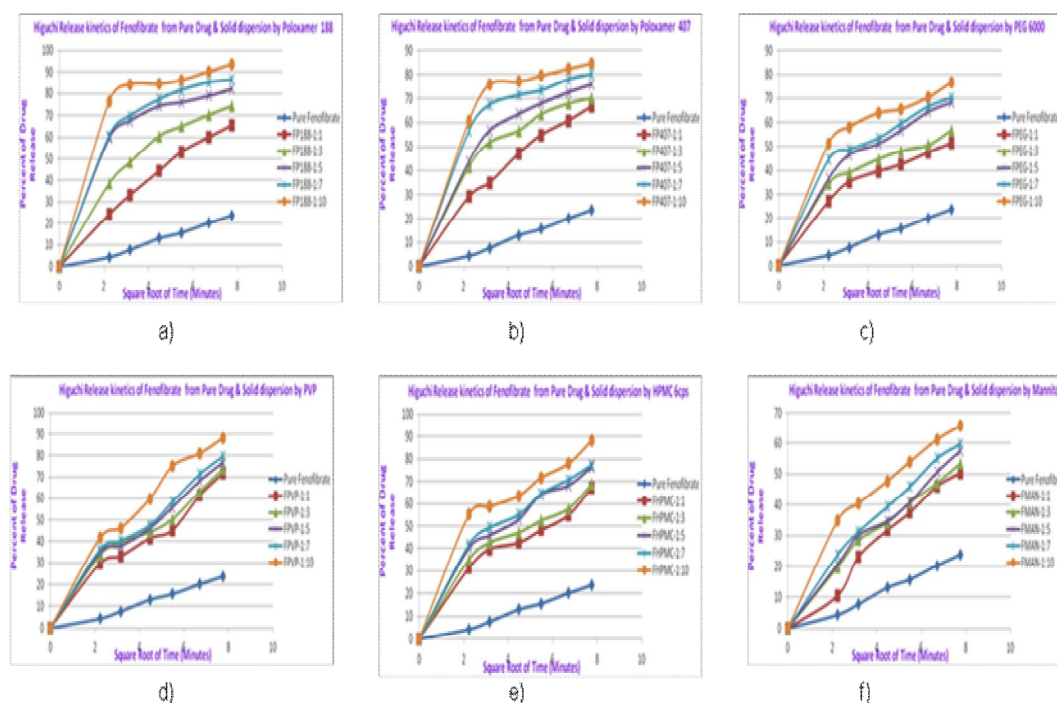 Higuchi Release kinetics of Fenofibrate from Pure Drug & Solid dispersion by Poloxamer 188
Percent of Drug
Release
100
90
80
70
60
50
40
30
20
10
0
0 2 4 6 8 10
Square Root of Time (Minutes)
Pure Fenofibrate
FP188-1:1
FP188-1:3
FP188-1:5
FP188-1:7
FP188-1:10
a)
Higuchi Release kinetics of Fenofibrate from Pure Drug & Solid dispersion by Poloxamer 407
Percent of Drug
Release
90
80
70
60
50
40
30
20
10
0
0 2 4 6 8 10
Square Root of Time (Minutes)
Pure Fenofibrate
FP407-1:1
FP407-1:3
FP407-1:5
FP407-1:7
FP407-1:10
b)
Higuchi Release kinetics of Fenofibrate from Pure Drug & Solid dispersion by PEG 6000
Percent of Drug
Release
90
80
70
60
50
40
30
20
10
0
0 2 4 6 8 10
Square Root of Time (Minutes)
Pure Fenofibrate
FPEG-1:1
FPEG-1:3
FPEG-1:5
FPEG-1:7
FPEG-1:10
c)
Higuchi Release kinetics of Fenofibrate from Pure Drug & Solid dispersion by PVP
Percent of Drug
Release
100
90
80
70
60
50
40
30
20
10
0
0 2 4 6 8 10
Square Root of Time (Minutes)
Pure Fenofibrate
FPVP-1:1
FPVP-1:3
FPVP-1:5
FPVP-1:7
FPVP-1:10
d)
Higuchi Release kinetics of Fenofibrate from Pure Drug & Solid dispersion by HPMC 6cps
Percent of Drug
Release
100
90
80
70
60
50
40
30
20
10
0
0 2 4 6 8 10
Square Root of Time (Minutes)
Pure Fenofibrate
FHPMC-1:1
FHPMC-1:3
FHPMC-1:5
FHPMC-1:7
FHPMC-1:10
e)
Higuchi Release kinetics of Fenofibrate from Pure Drug & Solid dispersion by Mannito
Percent of Drug
Release
70
60
50
40
30
20
10
0
0 2 4 6 8 10
Square Root of Time (Minutes)
Pure Fenofibrate
FMAN-1:1
FMAN-1:3
FMAN-1:5
FMAN-1:7
FMAN-1:10
f)